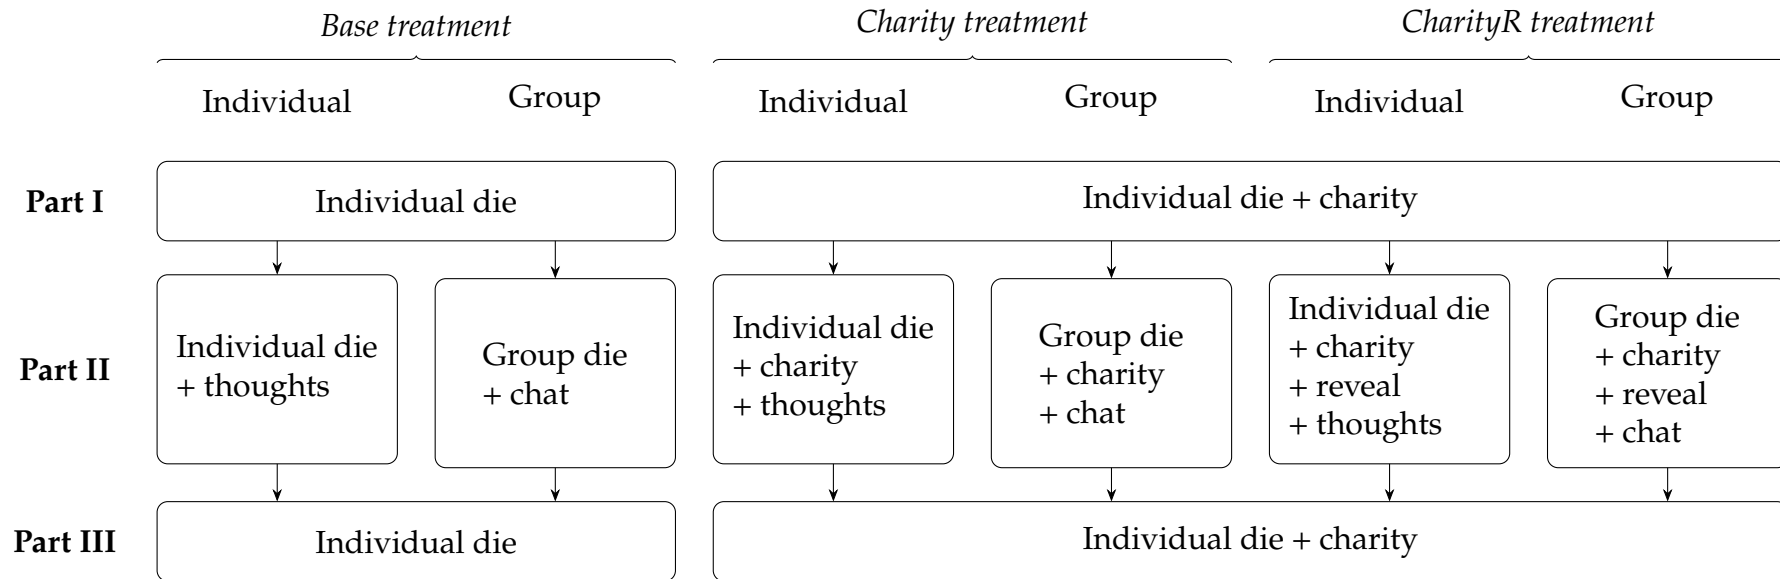 Base treatment Charity treatment CharityR treatment
Individual Group Individual Group Individual Group
Part I Individual die Individual die + charity
Part II
Individual die
+ thoughts
Group die
+ chat
Individual die
+ charity
+ thoughts
Group die
+ charity
+ chat
Individual die
+ charity
+ reveal
+ thoughts
Group die
+ charity
+ reveal
+ chat
Part III Individual die Individual die + charity